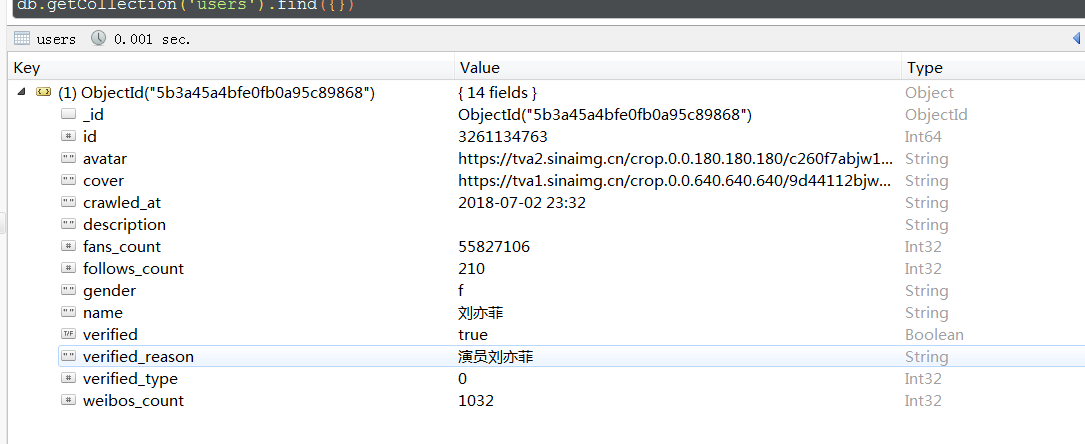 db.getCollection('users').find({})
users 0.001 sec.
Key Value Type
(1) ObjectId("5b3a45a4bfe0fb0a95c89868") { 14 fields } Object
_id ObjectId("5b3a45a4bfe0fb0a95c89868") ObjectId
# id 3261134763 Int64
"" avatar https://tva2.sinaimg.cn/crop.0.0.180.180.180/c260f7abjw1... String
"" cover https://tva1.sinaimg.cn/crop.0.0.640.640.640/9d44112bjw... String
"" crawled_at 2018-07-02 23:32 String
"" description String
# fans_count 55827106 Int32
# follows_count 210 Int32
"" gender f String
"" name 刘亦菲 String
T/F verified true Boolean
"" verified_reason 演员刘亦菲 String
# verified_type 0 Int32
# weibos_count 1032 Int32